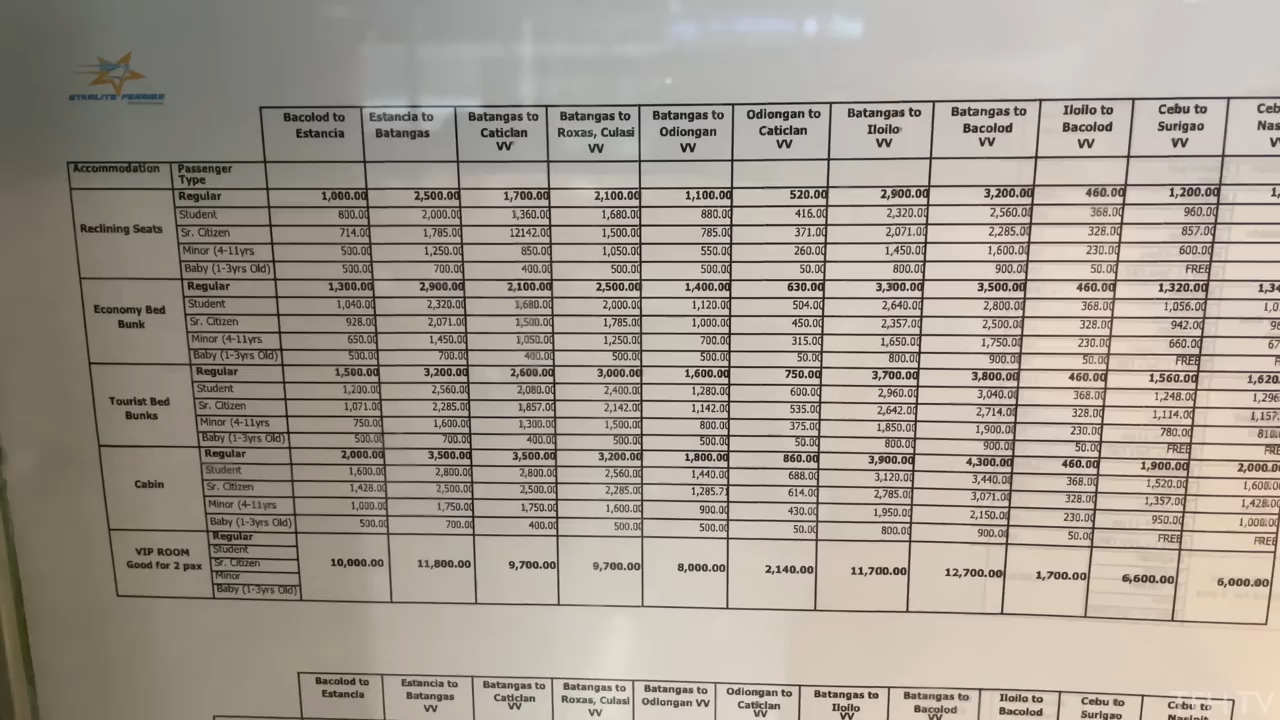 STARLITE FERRIES
Bacolod to Estancia | Estancia to Batangas | Batangas to Caticlan VV | Batangas to Roxas, Culasi VV | Batangas to Odiongan VV | Odiongan to Caticlan VV | Batangas to Iloilo VV | Batangas to Bacolod VV | Iloilo to Bacolod VV | Cebu to Surigao VV | Cebu to
Accommodation | Passenger Type
Reclining Seats
Regular 1,000.00 2,500.00 1,700.00 2,100.00 1,100.00 520.00 2,900.00 3,200.00 460.00 1,200.00
Student 800.00 2,000.00 1,360.00 1,680.00 880.00 416.00 2,320.00 2,560.00 368.00 960.00
Sr. Citizen 714.00 1,785.00 12142.00 1,500.00 785.00 371.00 2,071.00 2,285.00 328.00 857.00
Minor (4-11yrs 500.00 1,250.00 850.00 1,050.00 550.00 260.00 1,450.00 1,600.00 230.00 600.00
Baby (1-3yrs Old) 500.00 700.00 400.00 500.00 500.00 50.00 800.00 900.00 50.00 FREE
Economy Bed Bunk
Regular 1,300.00 2,900.00 2,100.00 2,500.00 1,400.00 630.00 3,300.00 3,500.00 460.00 1,320.00
Student 1,040.00 2,320.00 1,680.00 2,000.00 1,120.00 504.00 2,640.00 2,800.00 368.00 1,056.00
Sr. Citizen 928.00 2,071.00 1,500.00 1,785.00 1,000.00 450.00 2,357.00 2,500.00 328.00 942.00
Minor (4-11yrs 650.00 1,450.00 1,050.00 1,250.00 700.00 315.00 1,650.00 1,750.00 230.00 660.00
Baby (1-3yrs Old) 500.00 700.00 400.00 500.00 500.00 50.00 800.00 900.00 50.00 FREE
Tourist Bed Bunks
Regular 1,500.00 3,200.00 2,600.00 3,000.00 1,600.00 750.00 3,700.00 3,800.00 460.00 1,560.00 1,620.
Student 1,200.00 2,560.00 2,080.00 2,400.00 1,280.00 600.00 2,960.00 3,040.00 368.00 1,248.00 1,296
Sr. Citizen 1,071.00 2,285.00 1,857.00 2,142.00 1,142.00 535.00 2,642.00 2,714.00 328.00 1,114.00 1,157.
Minor (4-11yrs 750.00 1,600.00 1,300.00 1,500.00 800.00 375.00 1,850.00 1,900.00 230.00 780.00
Baby (1-3yrs Old) 500.00 700.00 400.00 500.00 500.00 50.00 800.00 900.00 50.00 FREE
Cabin
Regular 2,000.00 3,500.00 3,500.00 3,200.00 1,800.00 860.00 3,900.00 4,300.00 460.00 1,900.00 2,000.00
Student 1,600.00 2,800.00 2,800.00 2,560.00 1,440.00 688.00 3,120.00 3,440.00 368.00 1,520.00 1,600.00
Sr. Citizen 1,428.00 2,500.00 2,500.00 2,285.00 1,285.71 614.00 2,785.00 3,071.00 328.00 1,357.00 1,428.00
Minor (4-11yrs 1,000.00 1,750.00 1,750.00 1,600.00 900.00 430.00 1,950.00 2,150.00 230.00 950.00 1,000.00
Baby (1-3yrs Old) 500.00 700.00 400.00 500.00 500.00 50.00 800.00 900.00 50.00 FREE FREE
VIP ROOM
Good for 2 pax
Regular
Student
Sr. Citizen
Minor
Baby (1-3yrs Old)
10,000.00 11,800.00 9,700.00 9,700.00 8,000.00 2,140.00 11,700.00 12,700.00 1,700.00 6,600.00 6,000.00
Bacolod to Estancia | Estancia to Batangas VV | Batangas to Caticlan VV | Batangas to Roxas, Culasi VV | Batangas to Odiongan VV | Odiongan to Caticlan VV | Batangas to Iloilo VV | Batangas to Bacolod VV | Iloilo to Bacolod | Cebu to Surigao | Cebu to